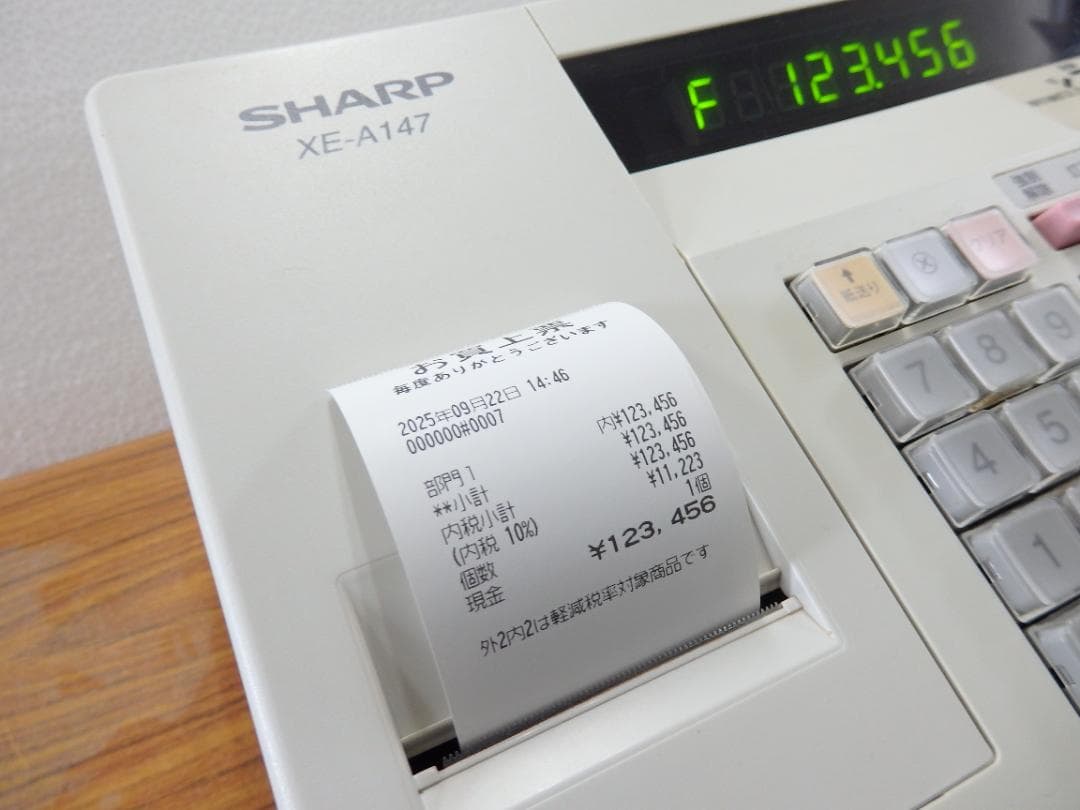 SHARP
XE-A147
F 123.456
お買上票
毎度ありがとうございます
2025年09月22日 14:46
000000#0007
部門1 内¥123,456
**小計 ¥123,456
内税小計 ¥123,456
(内税 10%) ¥11,223
個数 1個
現金 ¥123,456
外2内2は軽減税率対象商品です
↑
紙送り
⊗
クリア
7
8
9
4
5
1